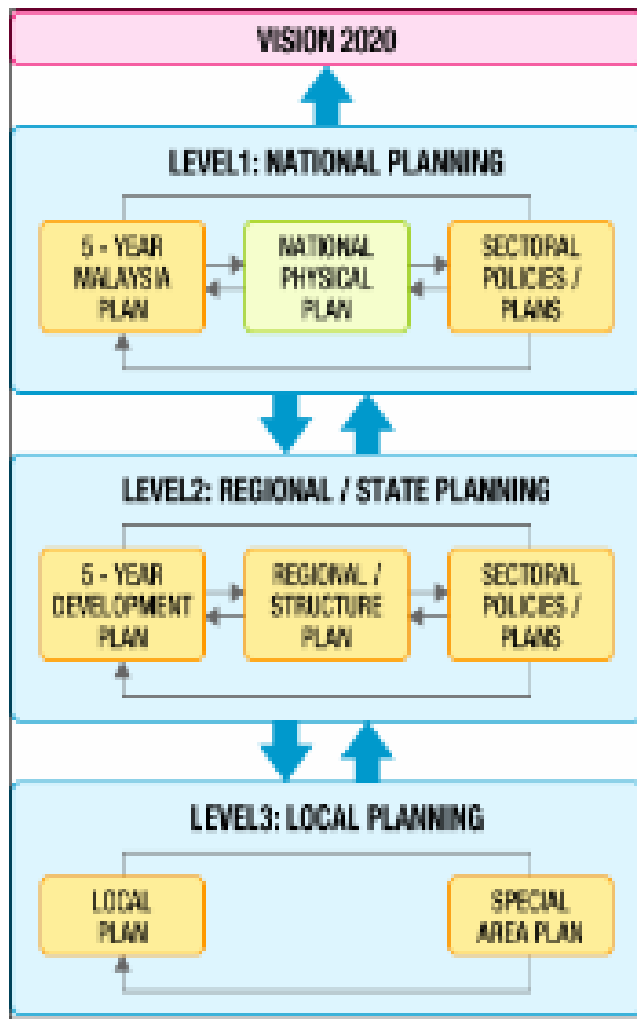 VISION 2020
LEVEL1: NATIONAL PLANNING
5 - YEAR
MALAYSIA
PLAN
NATIONAL
PHYSICAL
PLAN
SECTORAL
POLICIES /
PLANS
LEVEL2: REGIONAL / STATE PLANNING
5 - YEAR
DEVELOPMENT
PLAN
REGIONAL /
STRUCTURE
PLAN
SECTORAL
POLICIES /
PLANS
LEVEL3: LOCAL PLANNING
LOCAL
PLAN
SPECIAL
AREA PLAN